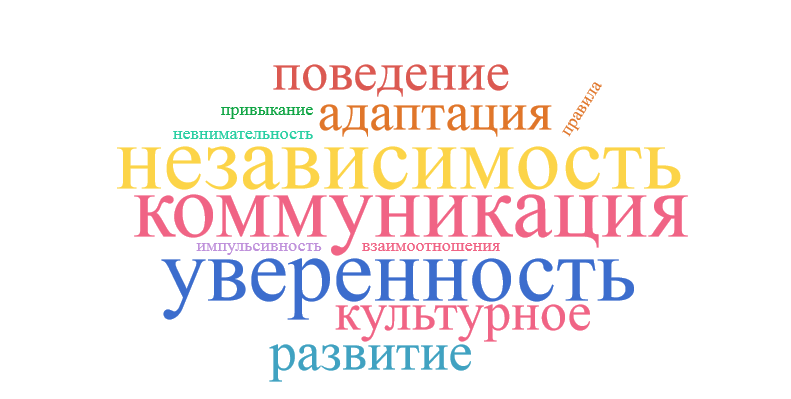 поведение
привыкание
адаптация
правила
невнимательность
независимость
коммуникация
импульсивность
взаимоотношения
уверенность
культурное
развитие